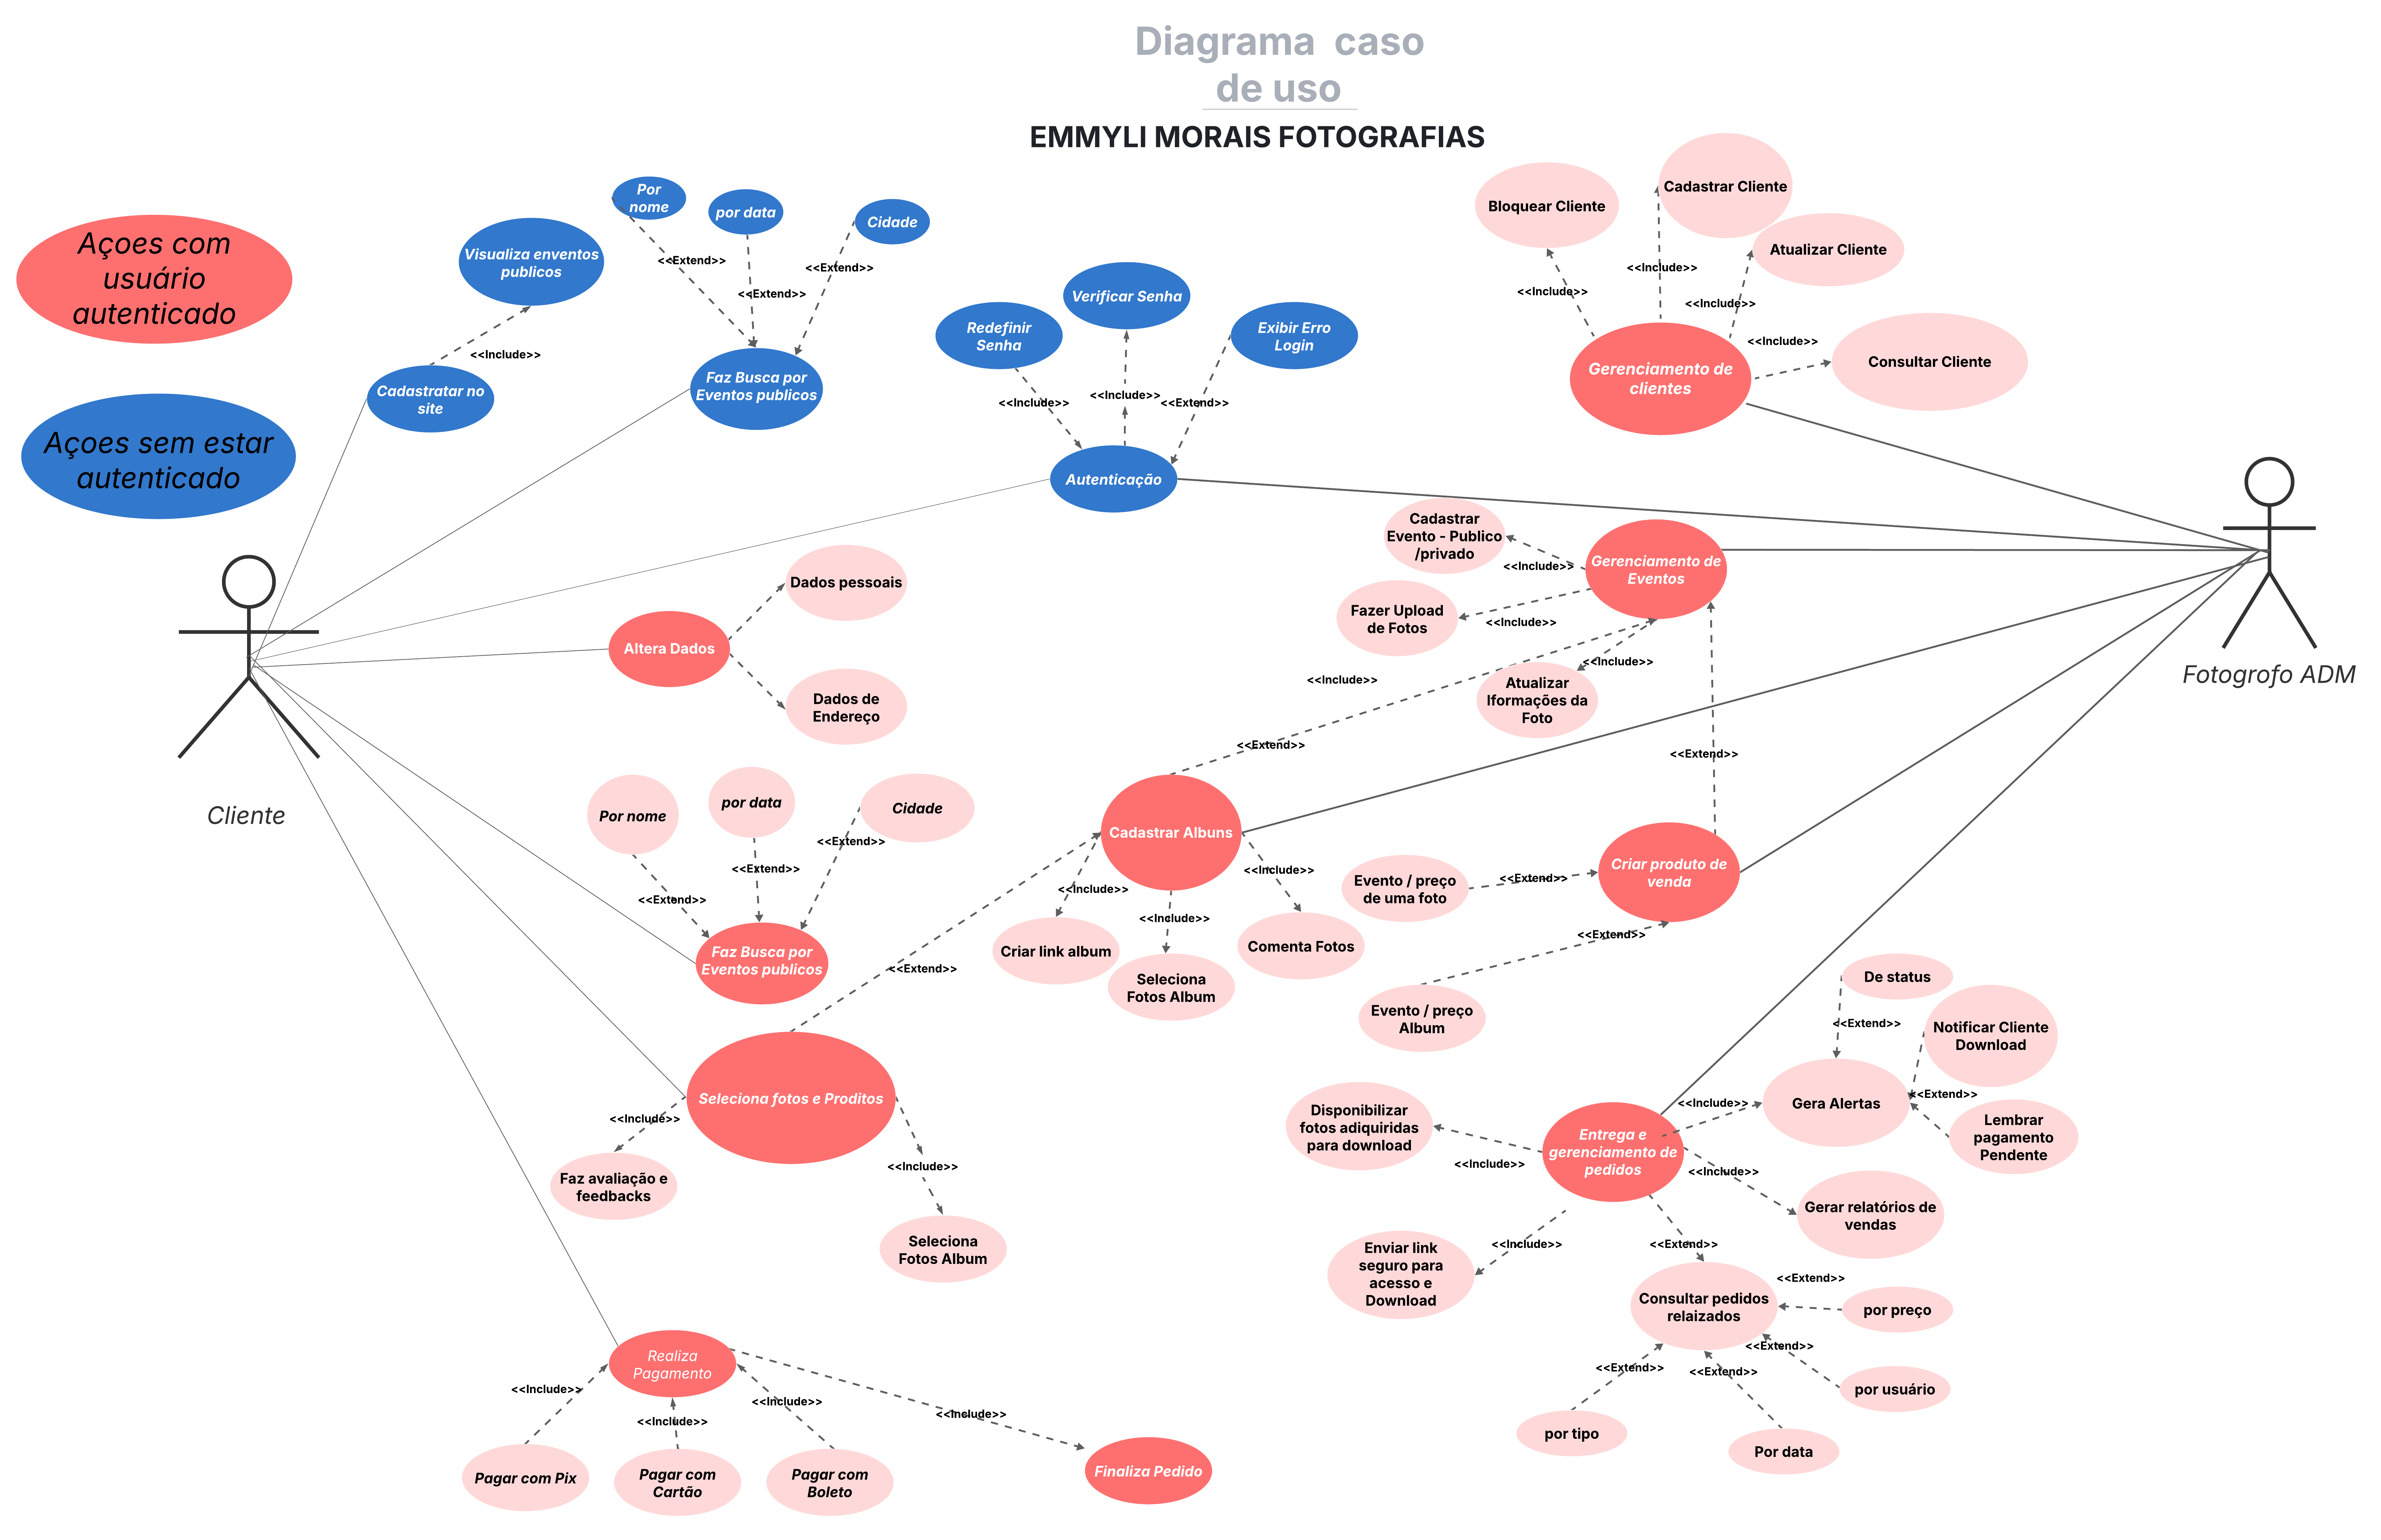 Diagrama caso
de uso
EMMYLI MORAIS FOTOGRAFIAS
Açoes com
usuário
autenticado
Açoes sem estar
autenticado
Visualiza enventos
publicos
<<Include>>
Cadastratar no
site
Por
nome
por data
Cidade
<<Extend>>
<<Extend>>
<<Extend>>
Faz Busca por
Eventos publicos
Redefinir
Senha
Verificar Senha
Exibir Erro
Login
<<Include>>
<<Include>>
<<Extend>>
Autenticação
Bloquear Cliente
Cadastrar Cliente
Atualizar Cliente
Consultar Cliente
<<Include>>
<<Include>>
<<Include>>
<<Include>>
Gerenciamento de
clientes
Fotogrofo ADM
Cliente
Altera Dados
Dados pessoais
Dados de
Endereço
Cadastrar
Evento - Publico
/privado
<<Include>>
Gerenciamento de
Eventos
Fazer Upload
de Fotos
<<Include>>
<<Include>>
Atualizar
Iformações da
Foto
<<Include>>
<<Extend>>
<<Extend>>
Por nome
por data
Cidade
<<Extend>>
<<Extend>>
<<Extend>>
Faz Busca por
Eventos publicos
Cadastrar Albuns
<<Include>>
<<Include>>
<<Include>>
Criar link album
Seleciona
Fotos Album
Comenta Fotos
<<Extend>>
Criar produto de
venda
Evento / preço
de uma foto
<<Extend>>
<<Extend>>
Evento / preço
Album
Seleciona fotos e Proditos
<<Include>>
Faz avaliação e
feedbacks
<<Include>>
Seleciona
Fotos Album
De status
<<Extend>>
Notificar Cliente
Download
Gera Alertas
<<Extend>>
Lembrar
pagamento
Pendente
<<Include>>
Disponibilizar
fotos adiquiridas
para download
<<Include>>
Entrega e
gerenciamento de
pedidos
<<Include>>
Gerar relatórios de
vendas
<<Include>>
Enviar link
seguro para
acesso e
Download
<<Extend>>
Consultar pedidos
relaizados
<<Extend>>
por preço
<<Extend>>
por usuário
<<Extend>>
<<Extend>>
por tipo
Por data
Realiza
Pagamento
<<Include>>
<<Include>>
<<Include>>
<<Include>>
Pagar com Pix
Pagar com
Cartão
Pagar com
Boleto
Finaliza Pedido